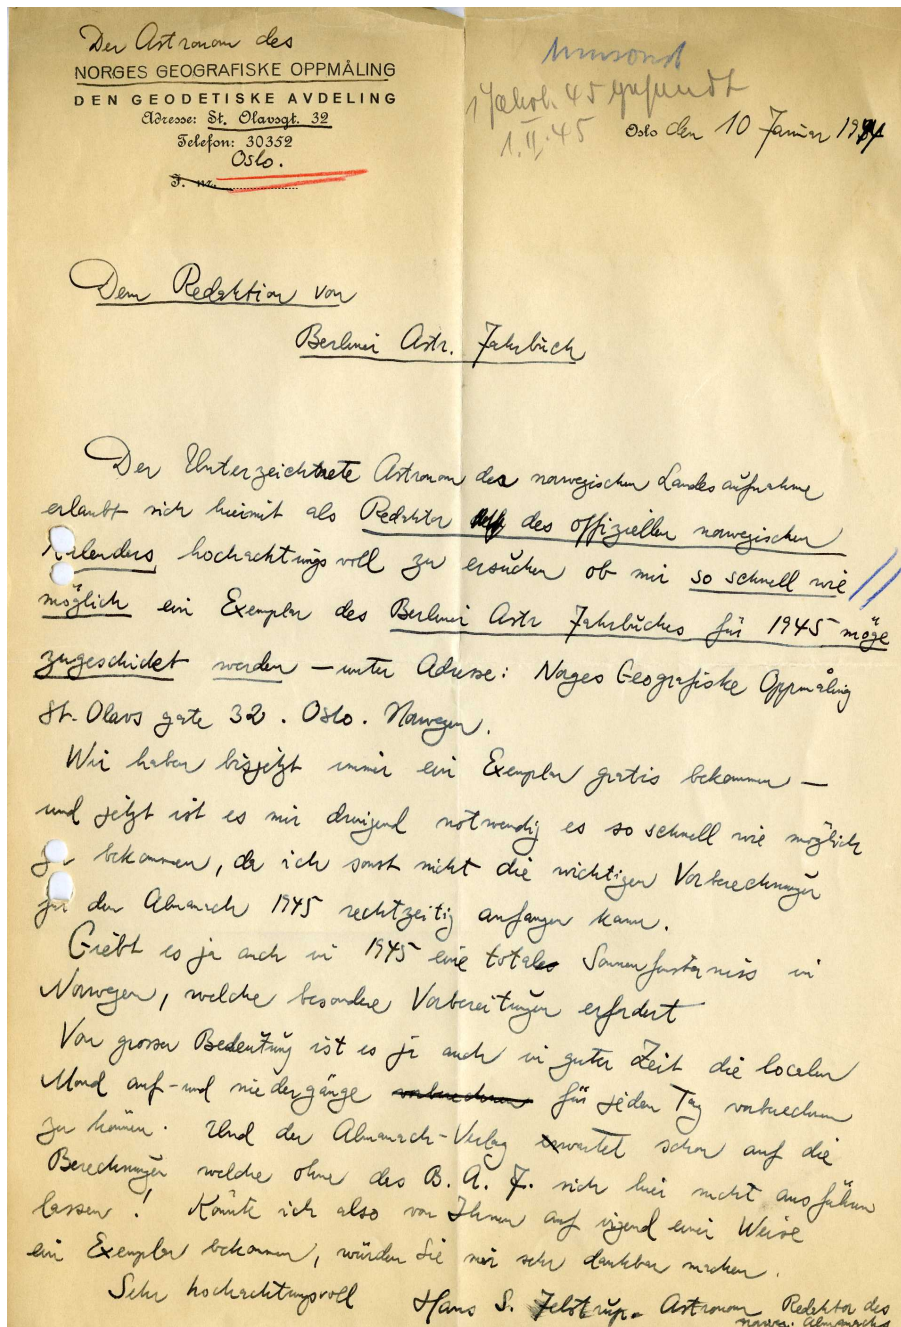 Der Astronom des
NORGES GEOGRAFISKE OPPMÅLING
DEN GEODETISKE AVDELING
Adresse: St. Olavsgt. 32
Telefon: 30352
Oslo.
J. nr.
Umsonst
1 Jahrb. 45 gesandt
1.II.45
Oslo den 10 Januar 1944
Dem Redaktion von
Berliner Astr. Jahrbuch
Der Unterzeichnete Astronom der norwegischen Landesaufnahme
erlaubt sich hiermit als Redaktor des offiziellen norwegischen
Kalenders hochachtungsvoll zu ersuchen ob mir so schnell wie
möglich ein Exemplar des Berliner Astr Jahrbuches für 1945 möge
zugeschicket werden – unter Adresse: Norges Geografiske Oppmåling
St. Olavs gate 32. Oslo. Norwegen.
Wir haben bisjetzt immer ein Exemplar gratis bekommen –
und jetzt ist es mir dringend notwendig es so schnell wie möglich
zu bekommen, da ich sonst nicht die wichtigen Vorberechnungen
für den Almanach 1945 rechtzeitig anfangen kann.
Giebt es ja auch in 1945 eine totale Sonnenfinsterniss in
Norwegen, welche besondere Vorbereitungen erfordert
Von grosser Bedeutung ist es ja auch in guter Zeit die localen
Mond auf- und niedergänge vorberechnen für jeden Tag vorberechnen
zu können. Und der Almanach-Verlag erwartet schon auf die
Berechnungen welche ohne des B. A. J. sich hier nicht ausführen
lassen! Könnte ich also von Ihnen auf irgend einer Weise
ein Exemplar bekommen, würden Sie mir sehr dankbar machen.
Sehr hochachtungsvoll Hans S. Jelstrup. Astronom Redaktor des
norw. Almanachs